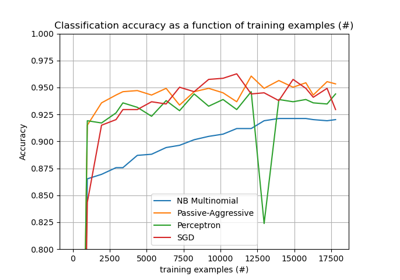 Classification accuracy as a function of training examples (#)
1.000
0.975
0.950
0.925
0.900
0.875
0.850
0.825
0.800
Accuracy
NB Multinomial
Passive-Aggressive
Perceptron
SGD
0 2500 5000 7500 10000 12500 15000 17500
training examples (#)